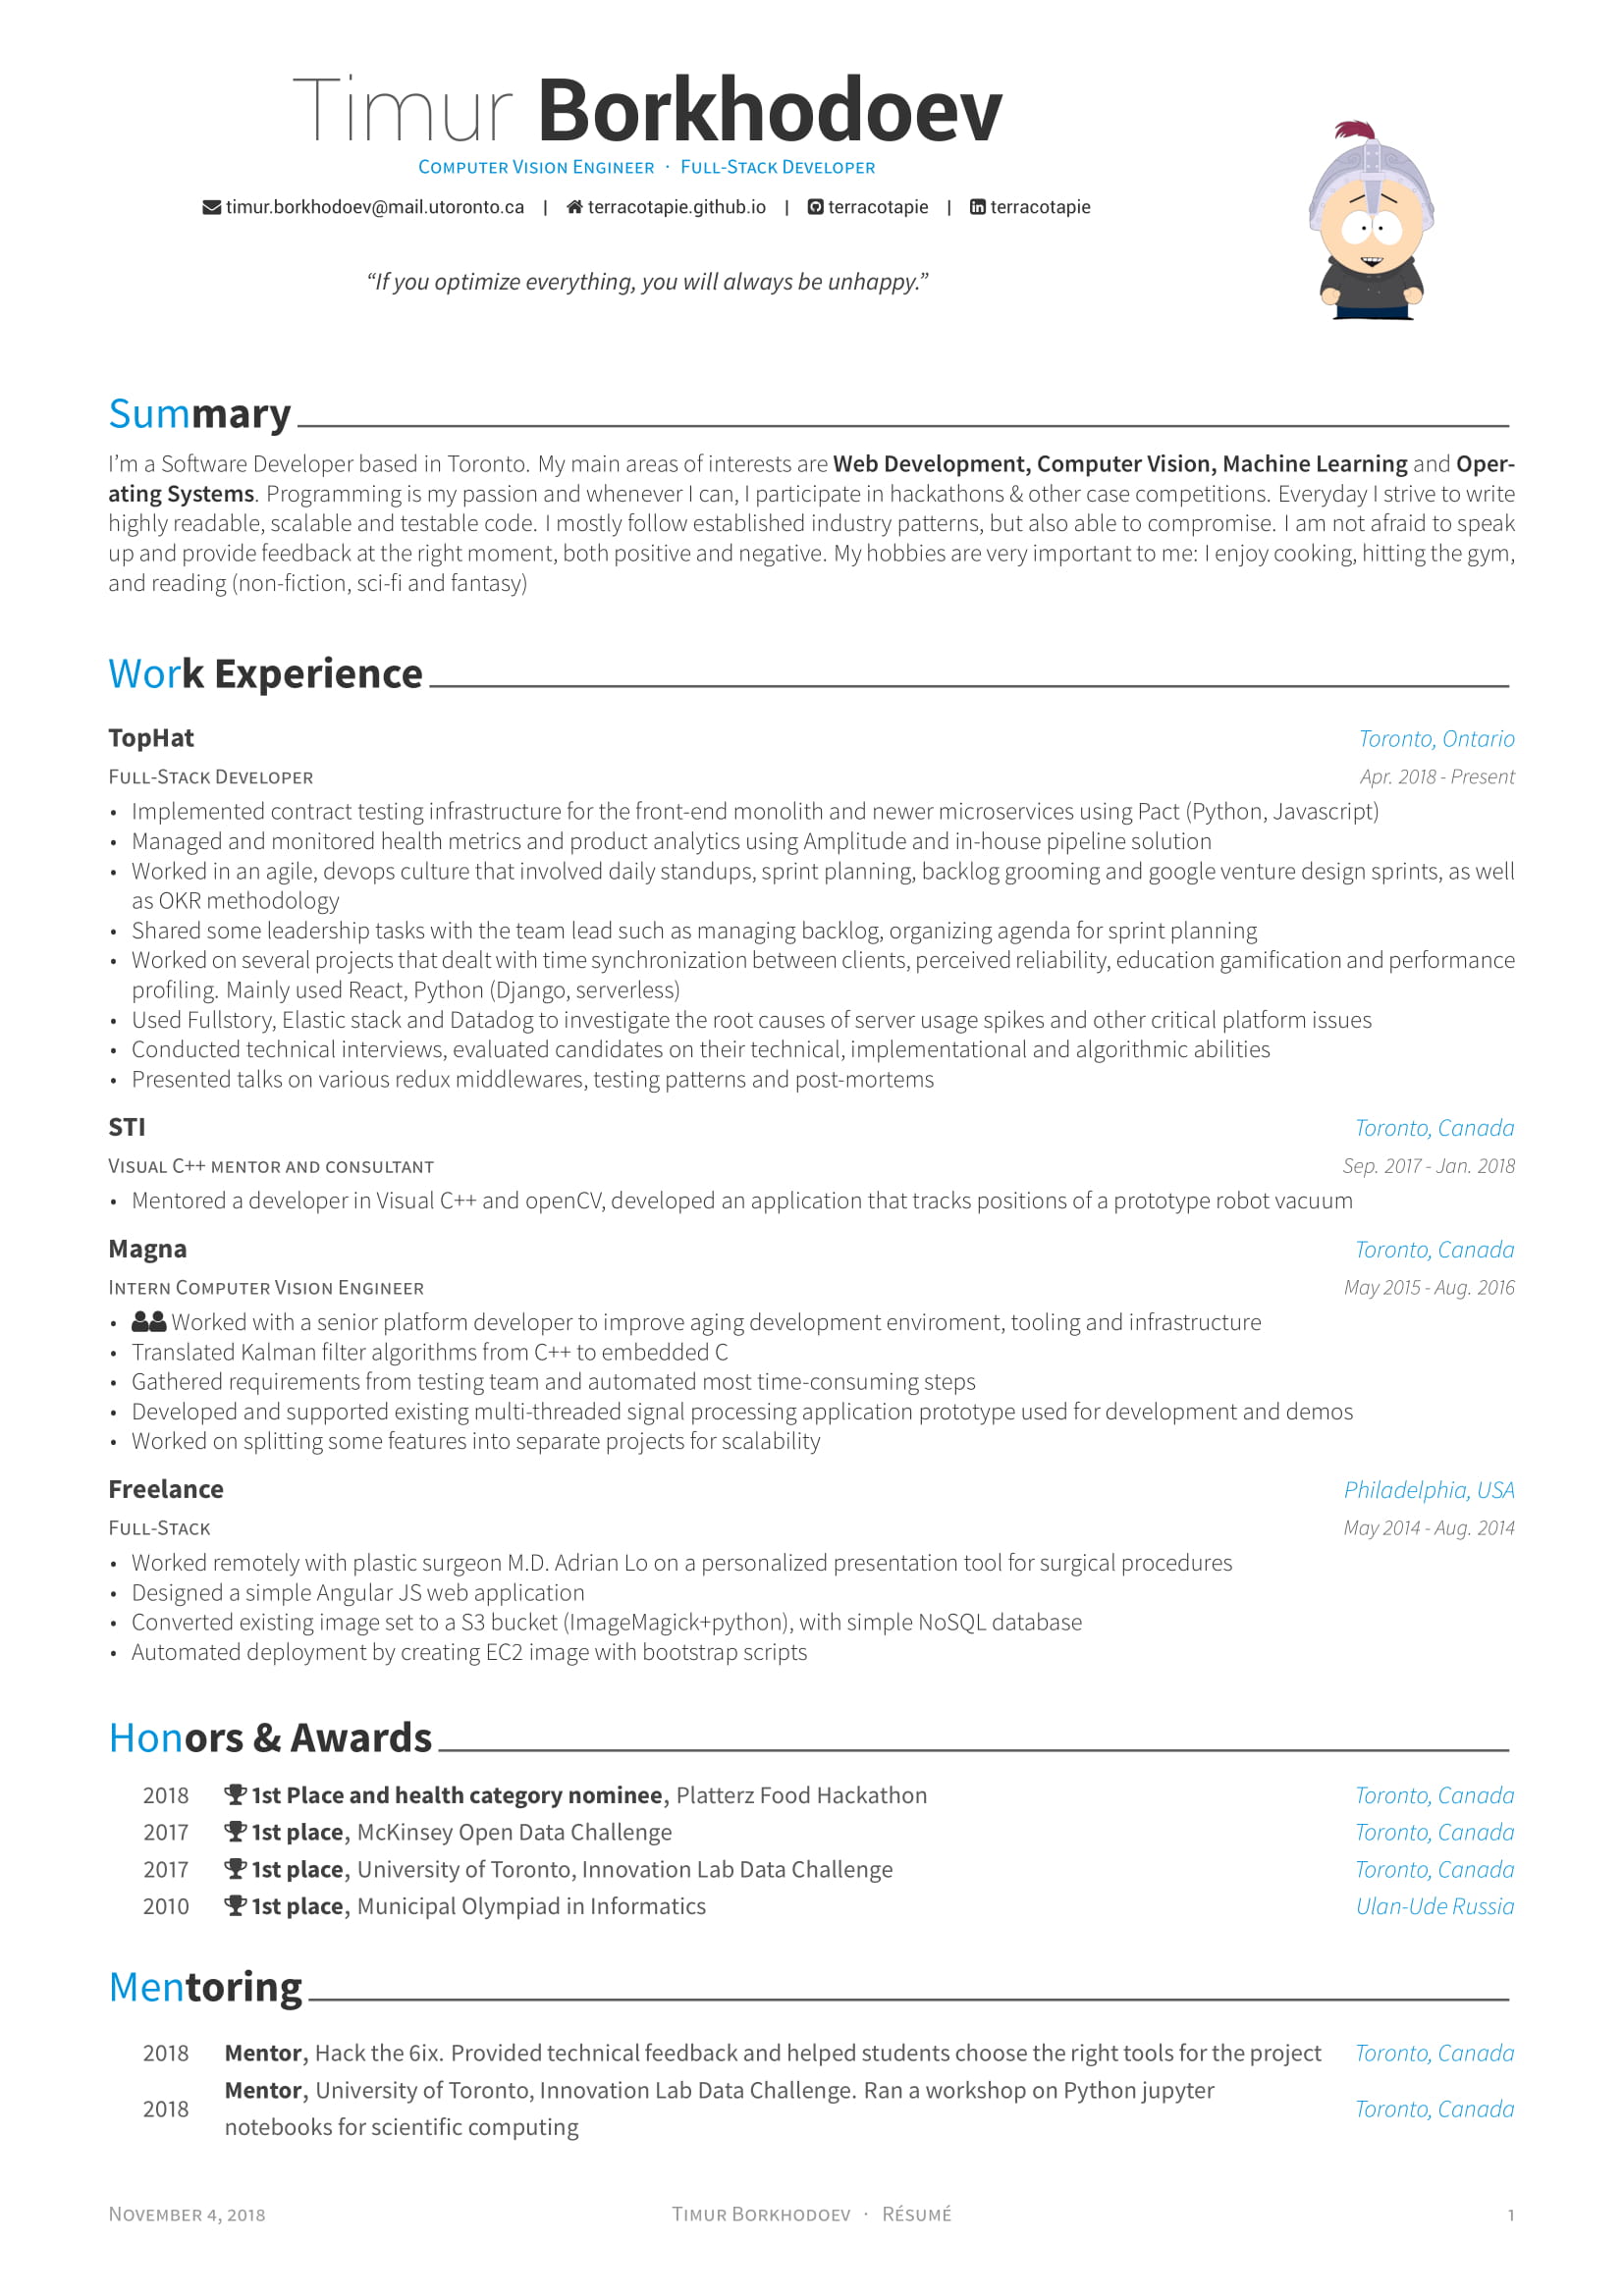 Timur Borkhodoev
Computer Vision Engineer · Full-Stack Developer
timur.borkhodoev@mail.utoronto.ca | terracotapie.github.io | terracotapie | terracotapie
“If you optimize everything, you will always be unhappy.”
Summary
I’m a Software Developer based in Toronto. My main areas of interests are Web Development, Computer Vision, Machine Learning and Oper-
ating Systems. Programming is my passion and whenever I can, I participate in hackathons & other case competitions. Everyday I strive to write
highly readable, scalable and testable code. I mostly follow established industry patterns, but also able to compromise. I am not afraid to speak
up and provide feedback at the right moment, both positive and negative. My hobbies are very important to me: I enjoy cooking, hitting the gym,
and reading (non-fiction, sci-fi and fantasy)
Work Experience
TopHat Toronto, Ontario
Full-Stack Developer Apr. 2018 - Present
• Implemented contract testing infrastructure for the front-end monolith and newer microservices using Pact (Python, Javascript)
• Managed and monitored health metrics and product analytics using Amplitude and in-house pipeline solution
• Worked in an agile, devops culture that involved daily standups, sprint planning, backlog grooming and google venture design sprints, as well
as OKR methodology
• Shared some leadership tasks with the team lead such as managing backlog, organizing agenda for sprint planning
• Worked on several projects that dealt with time synchronization between clients, perceived reliability, education gamification and performance
profiling. Mainly used React, Python (Django, serverless)
• Used Fullstory, Elastic stack and Datadog to investigate the root causes of server usage spikes and other critical platform issues
• Conducted technical interviews, evaluated candidates on their technical, implementational and algorithmic abilities
• Presented talks on various redux middlewares, testing patterns and post-mortems
STI Toronto, Canada
Visual C++ mentor and consultant Sep. 2017 - Jan. 2018
• Mentored a developer in Visual C++ and openCV, developed an application that tracks positions of a prototype robot vacuum
Magna Toronto, Canada
Intern Computer Vision Engineer May 2015 - Aug. 2016
• Worked with a senior platform developer to improve aging development enviroment, tooling and infrastructure
• Translated Kalman filter algorithms from C++ to embedded C
• Gathered requirements from testing team and automated most time-consuming steps
• Developed and supported existing multi-threaded signal processing application prototype used for development and demos
• Worked on splitting some features into separate projects for scalability
Freelance Philadelphia, USA
Full-Stack May 2014 - Aug. 2014
• Worked remotely with plastic surgeon M.D. Adrian Lo on a personalized presentation tool for surgical procedures
• Designed a simple Angular JS web application
• Converted existing image set to a S3 bucket (ImageMagick+python), with simple NoSQL database
• Automated deployment by creating EC2 image with bootstrap scripts
Honors & Awards
2018 1st Place and health category nominee, Platterz Food Hackathon Toronto, Canada
2017 1st place, McKinsey Open Data Challenge Toronto, Canada
2017 1st place, University of Toronto, Innovation Lab Data Challenge Toronto, Canada
2010 1st place, Municipal Olympiad in Informatics Ulan-Ude Russia
Mentoring
2018 Mentor, Hack the 6ix. Provided technical feedback and helped students choose the right tools for the project Toronto, Canada
2018 Mentor, University of Toronto, Innovation Lab Data Challenge. Ran a workshop on Python jupyter Toronto, Canada
notebooks for scientific computing
November 4, 2018 Timur Borkhodoev · Résumé 1